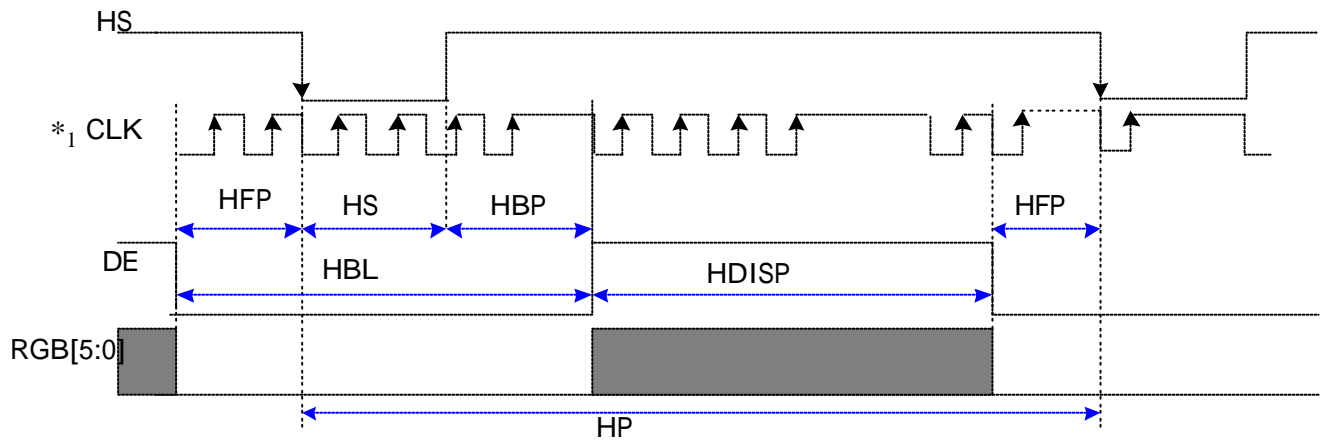 HS
*1 CLK
HFP HS HBP HFP
DE
HBL HDISP
RGB[5:0]
HP